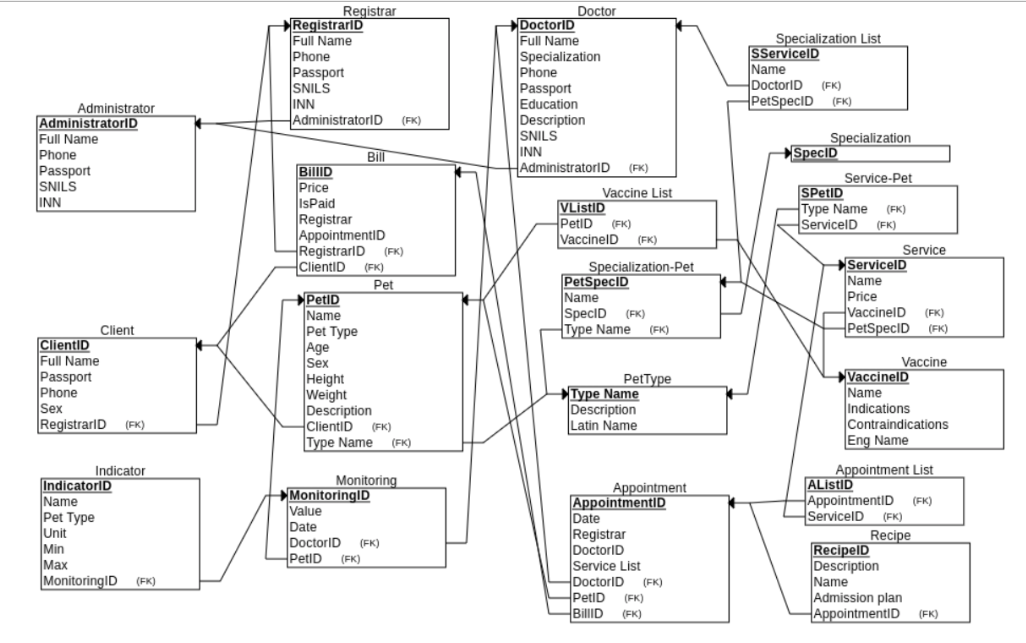 Registrar
RegistrarID
Full Name
Phone
Passport
SNILS
INN
AdministratorID (FK)
Doctor
DoctorID
Full Name
Specialization
Phone
Passport
Education
Description
SNILS
INN
AdministratorID (FK)
Specialization List
SServiceID
Name
DoctorID (FK)
PetSpecID (FK)
Administrator
AdministratorID
Full Name
Phone
Passport
SNILS
INN
Bill
BillID
Price
IsPaid
Registrar
AppointmentID
RegistrarID (FK)
ClientID (FK)
Specialization
SpecID
Vaccine List
VListID
PetID (FK)
VaccineID (FK)
Service-Pet
SPetID
Type Name (FK)
ServiceID (FK)
Specialization-Pet
PetSpecID
Name
SpecID (FK)
Type Name (FK)
Service
ServiceID
Name
Price
VaccineID (FK)
PetSpecID (FK)
Pet
PetID
Name
Pet Type
Age
Sex
Height
Weight
Description
ClientID (FK)
Type Name (FK)
Client
ClientID
Full Name
Passport
Phone
Sex
RegistrarID (FK)
PetType
Type Name
Description
Latin Name
Vaccine
VaccineID
Name
Indications
Contraindications
Eng Name
Indicator
IndicatorID
Name
Pet Type
Unit
Min
Max
MonitoringID (FK)
Monitoring
MonitoringID
Value
Date
DoctorID (FK)
PetID (FK)
Appointment
AppointmentID
Date
Registrar
DoctorID
Service List
DoctorID (FK)
PetID (FK)
BillID (FK)
Appointment List
AListID
AppointmentID (FK)
ServiceID (FK)
Recipe
RecipeID
Description
Name
Admission plan
AppointmentID (FK)